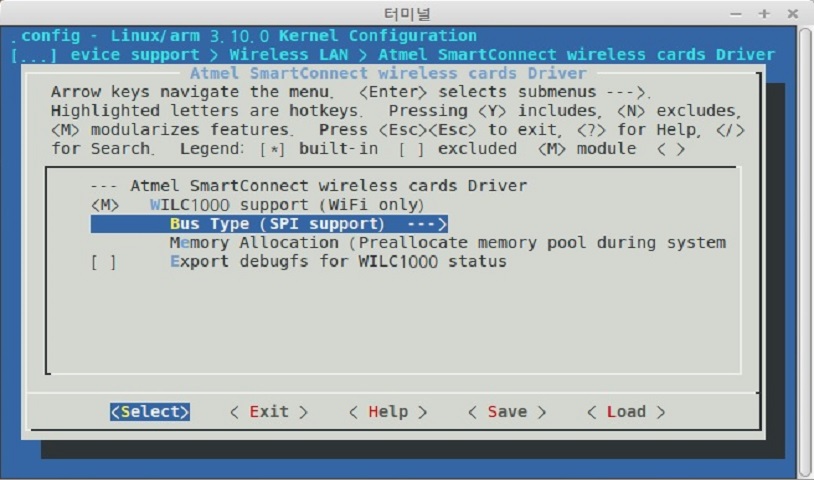 터미널
.config - Linux/arm 3.10.0 Kernel Configuration
[...] evice support > Wireless LAN > Atmel SmartConnect wireless cards Driver
Atmel SmartConnect wireless cards Driver
Arrow keys navigate the menu. <Enter> selects submenus --->.
Highlighted letters are hotkeys. Pressing <Y> includes, <N> excludes,
<M> modularizes features. Press <Esc><Esc> to exit, <?> for Help, </>
for Search. Legend: [*] built-in [ ] excluded <M> module < >
--- Atmel SmartConnect wireless cards Driver
<M> WILC1000 support (WiFi only)
Bus Type (SPI support) --->
Memory Allocation (Preallocate memory pool during system
[ ] Export debugfs for WILC1000 status
<Select> < Exit > < Help > < Save > < Load >